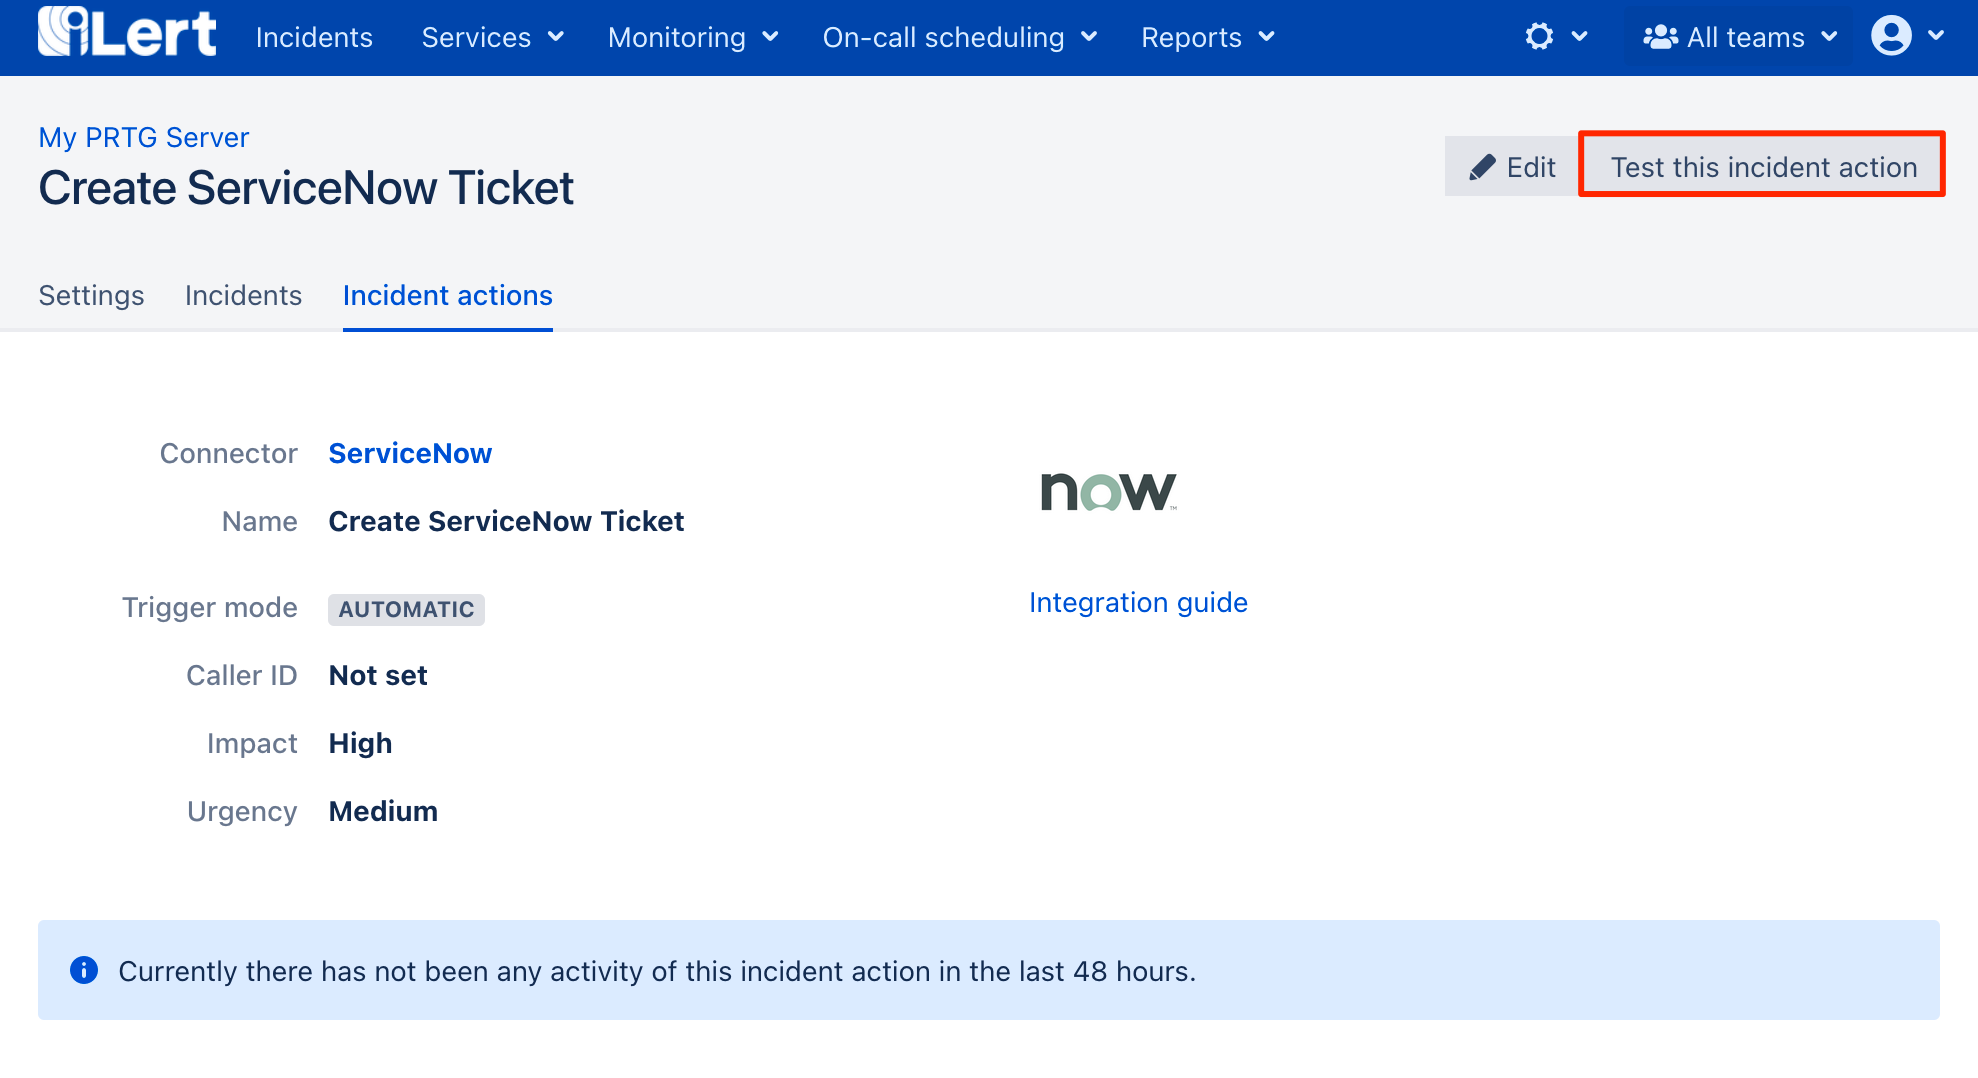 iLert Incidents Services Monitoring On-call scheduling Reports All teams
My PRTG Server
Create ServiceNow Ticket
Edit Test this incident action
Settings Incidents Incident actions
Connector ServiceNow
now™
Name Create ServiceNow Ticket
Trigger mode AUTOMATIC
Integration guide
Caller ID Not set
Impact High
Urgency Medium
Currently there has not been any activity of this incident action in the last 48 hours.